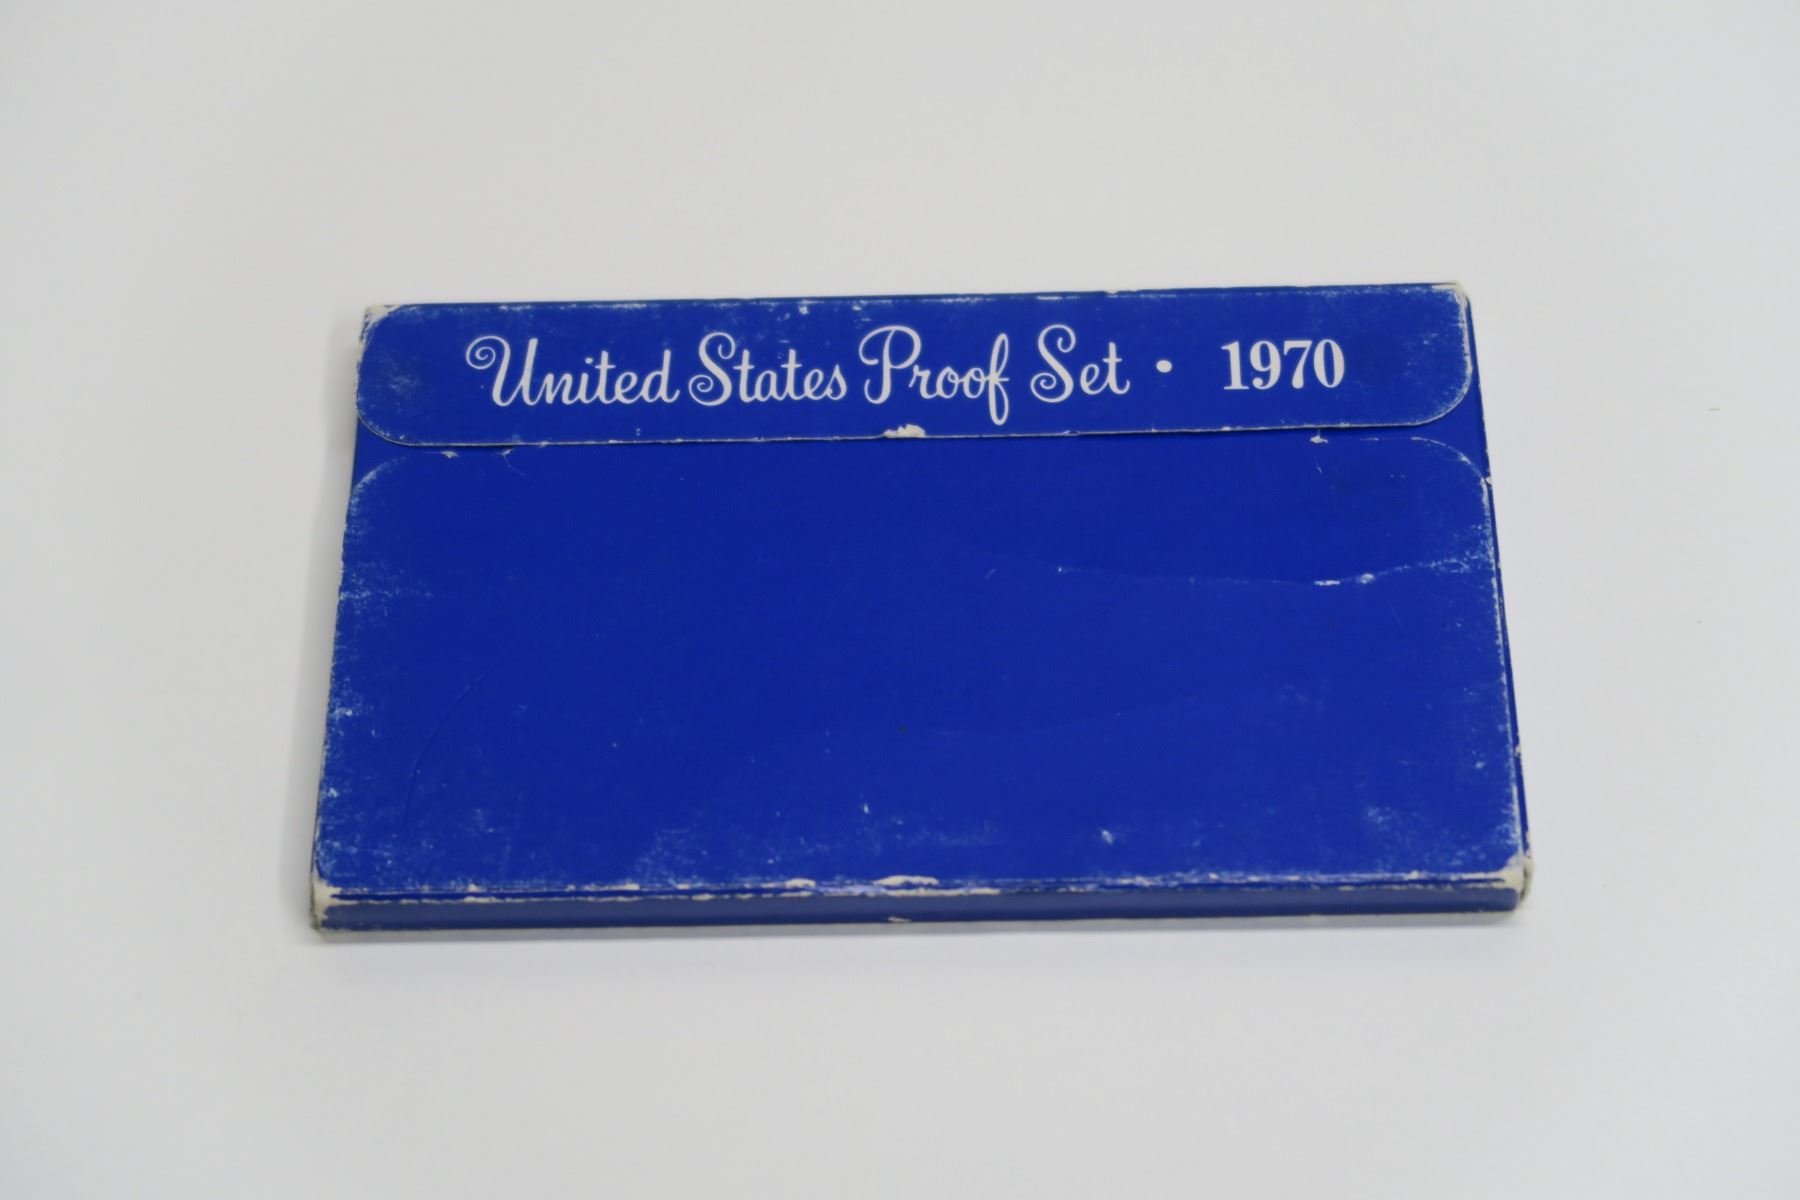 United States Proof Set • 1970